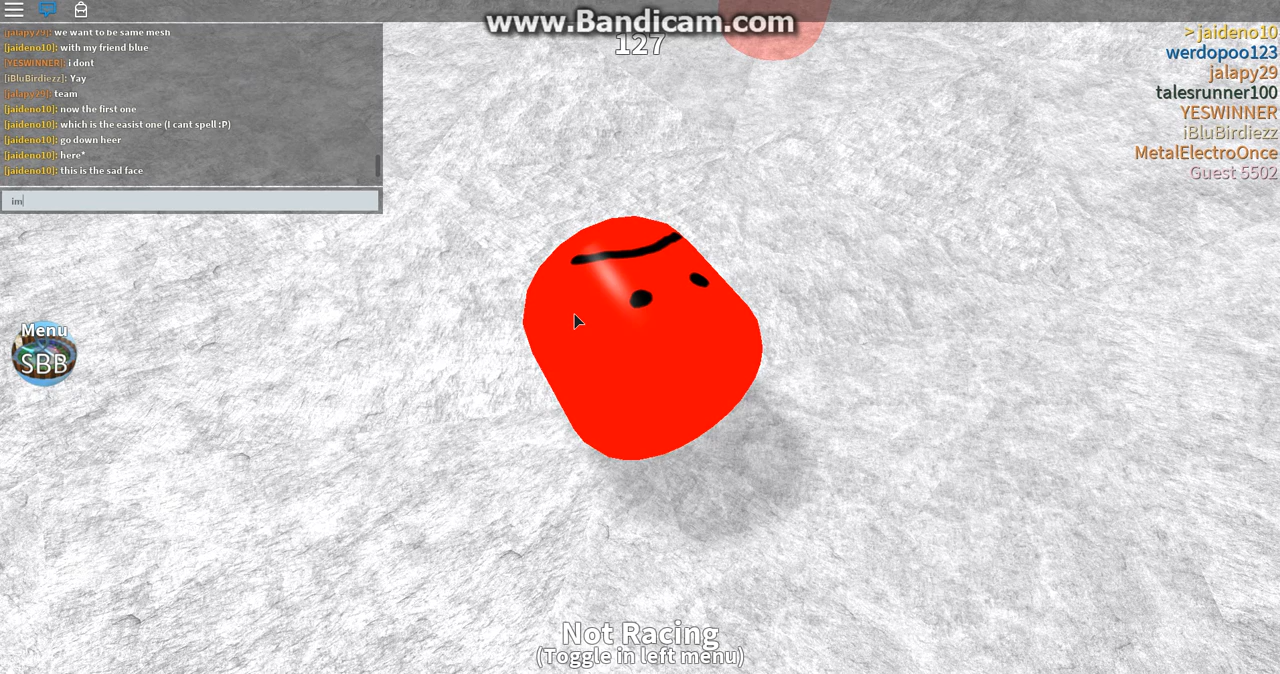 www.Bandicam.com
127
[jalapy29]: we want to be same mesh
[jaideno10]: with my friend blue
[YESWINNER]: i dont
[iBluBirdiezz]: Yay
[jalapy29]: team
[jaideno10]: now the first one
[jaideno10]: which is the easist one (I cant spell :P)
[jaideno10]: go down heer
[jaideno10]: here*
[jaideno10]: this is the sad face
im
> jaideno10
werdopoo123
jalapy29
talesrunner100
YESWINNER
iBluBirdiezz
MetalElectroOnce
Guest 5502
Menu
SBB
Not Racing
(Toggle in left menu)